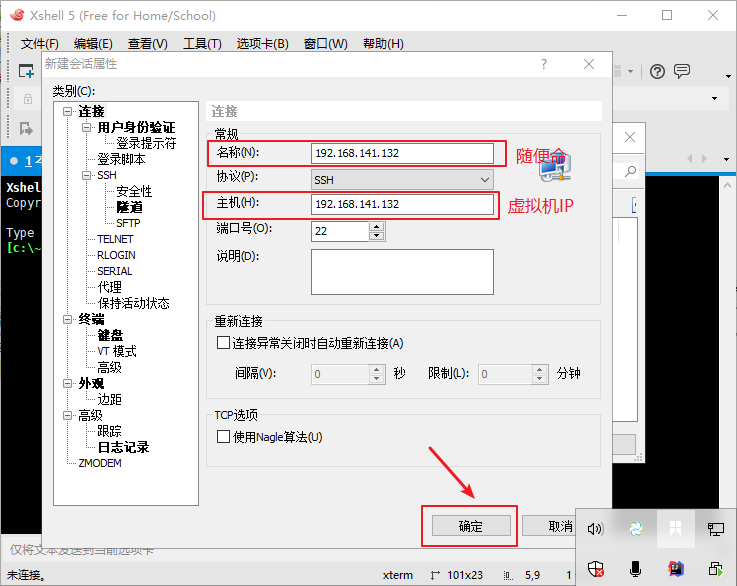 Xshell 5 (Free for Home/School)
文件(F) 编辑(E) 查看(V) 工具(T) 选项卡(B) 窗口(W) 帮助(H)
新建会话属性
?
类别(C):
连接
用户身份验证
登录提示符
登录脚本
SSH
安全性
隧道
SFTP
TELNET
RLOGIN
SERIAL
代理
保持活动状态
终端
键盘
VT 模式
高级
外观
边距
高级
跟踪
日志记录
ZMODEM
连接
常规
名称(N): 192.168.141.132
随便命
协议(P): SSH
主机(H): 192.168.141.132
虚拟机IP
端口号(O): 22
说明(D):
重新连接
连接异常关闭时自动重新连接(A)
间隔(V): 0 秒 限制(L): 0 分钟
TCP选项
使用Nagle算法(U)
确定 取消
1
Xshel
Copyr
Type
[c:\~
仅将文本发送到当前选项卡
未连接。 xterm 101x23 5,9 1